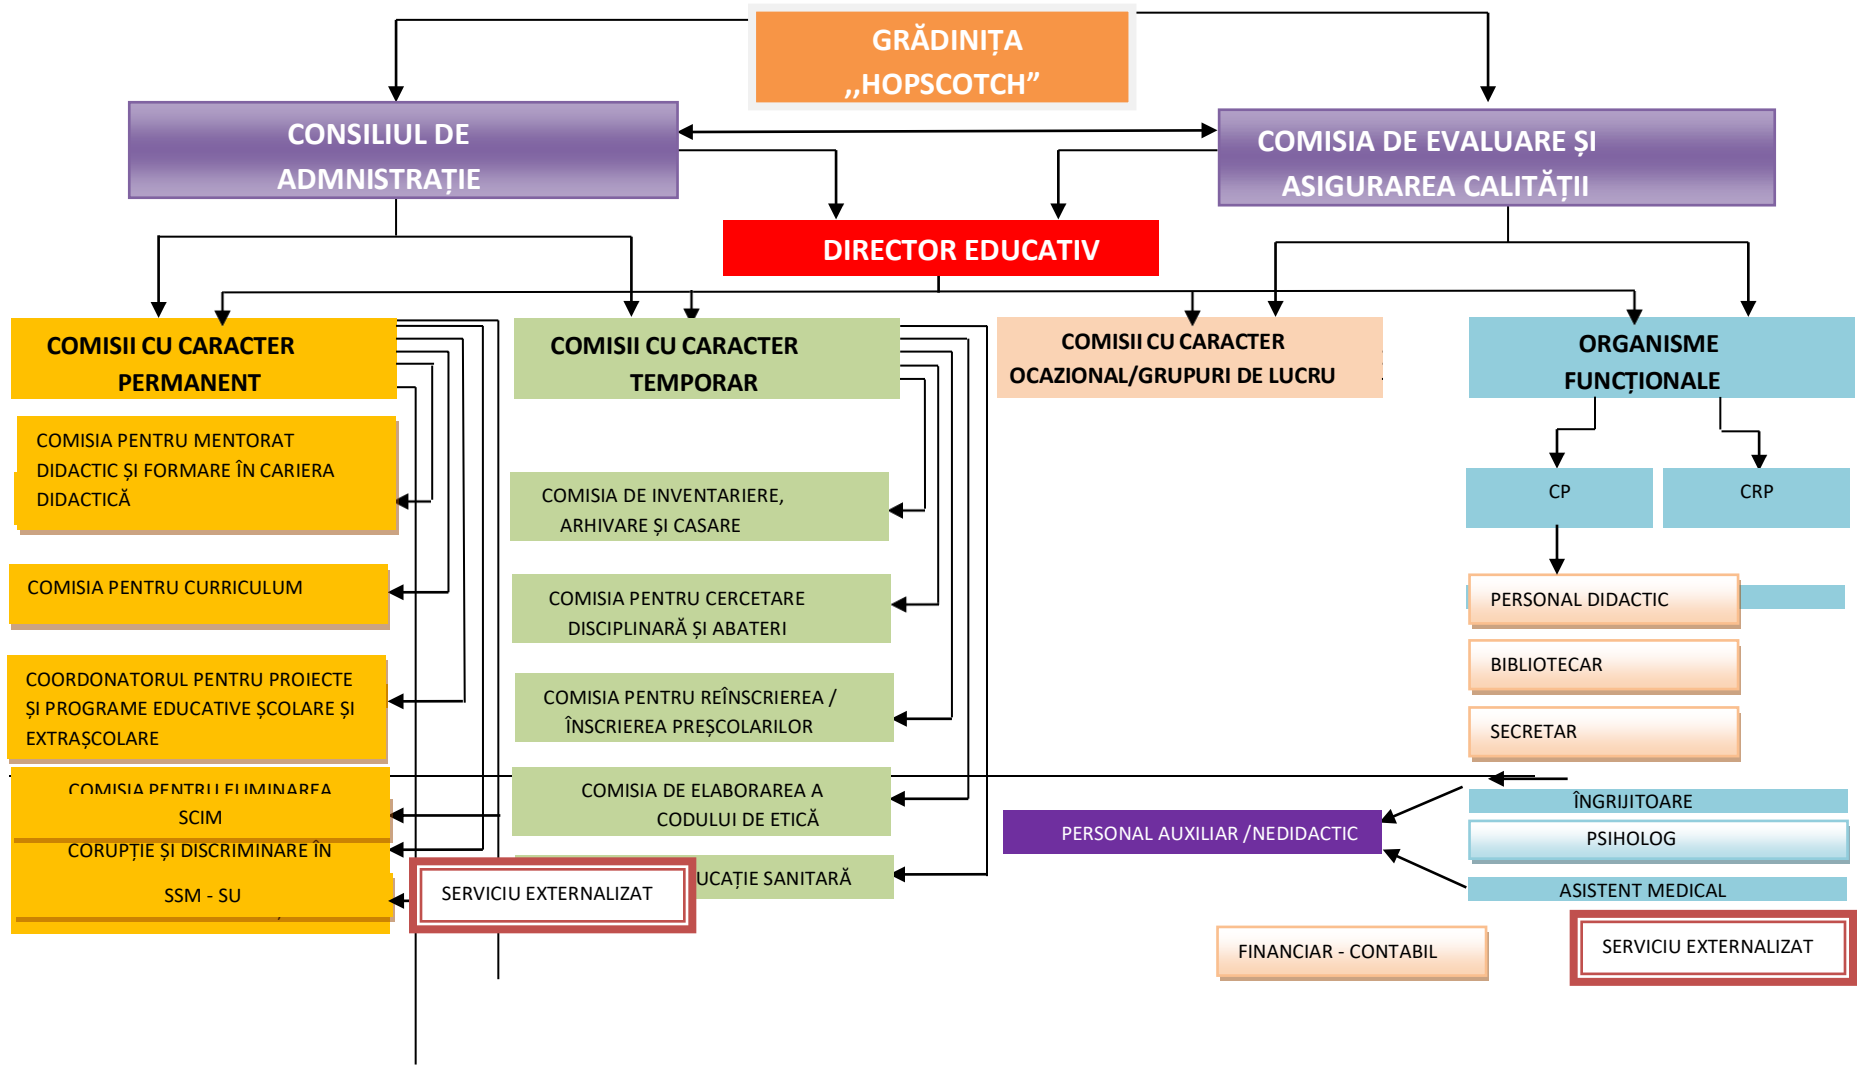 GRĂDINIȚA
,,HOPSCOTCH”
CONSILIUL DE
ADMNISTRAȚIE
COMISIA DE EVALUARE ȘI
ASIGURAREA CALITĂȚII
DIRECTOR EDUCATIV
COMISII CU CARACTER
PERMANENT
COMISII CU CARACTER
TEMPORAR
COMISII CU CARACTER
OCAZIONAL/GRUPURI DE LUCRU
ORGANISME
FUNCȚIONALE
COMISIA PENTRU MENTORAT
DIDACTIC ȘI FORMARE ÎN CARIERA
DIDACTICĂ
COMISIA PENTRU CURRICULUM
COORDONATORUL PENTRU PROIECTE
ȘI PROGRAME EDUCATIVE ȘCOLARE ȘI
EXTRAȘCOLARE
COMISIA PENTRU ELIMINAREA
SCIM
CORUPȚIE ȘI DISCRIMINARE ÎN
SSM - SU
COMISIA DE INVENTARIERE,
ARHIVARE ȘI CASARE
COMISIA PENTRU CERCETARE
DISCIPLINARĂ ȘI ABATERI
COMISIA PENTRU REÎNSCRIEREA /
ÎNSCRIEREA PREȘCOLARILOR
COMISIA DE ELABORAREA A
CODULUI DE ETICĂ
UCAȚIE SANITARĂ
SERVICIU EXTERNALIZAT
CP
CRP
PERSONAL DIDACTIC
BIBLIOTECAR
SECRETAR
ÎNGRIJITOARE
PERSONAL AUXILIAR /NEDIDACTIC
PSIHOLOG
ASISTENT MEDICAL
FINANCIAR - CONTABIL
SERVICIU EXTERNALIZAT